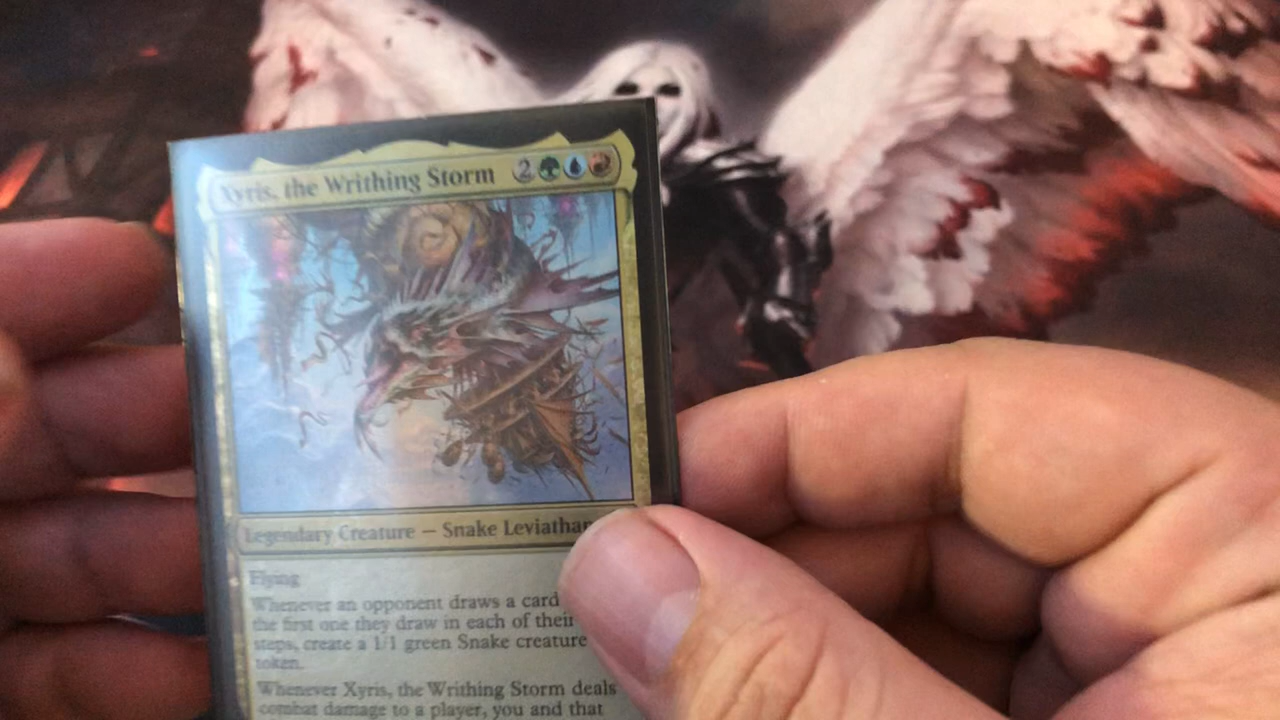 Xyris, the Writhing Storm 2
Legendary Creature — Snake Leviathan
Flying
Whenever an opponent draws a card
the first one they draw in each of their
steps, create a 1/1 green Snake creature
token.
Whenever Xyris, the Writhing Storm deals
combat damage to a player, you and that